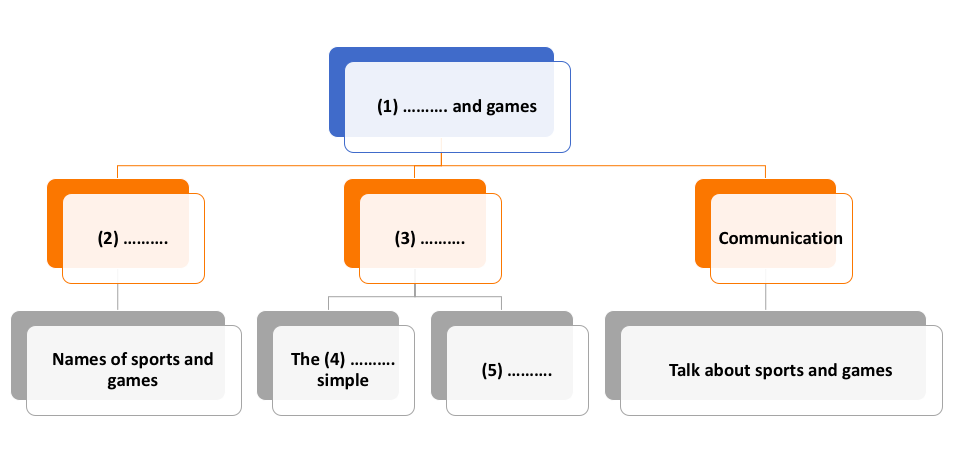 (1) ………. and games
(2) ……….
(3) ……….
Communication
Names of sports and
games
The (4) ……….
simple
(5) ……….
Talk about sports and games